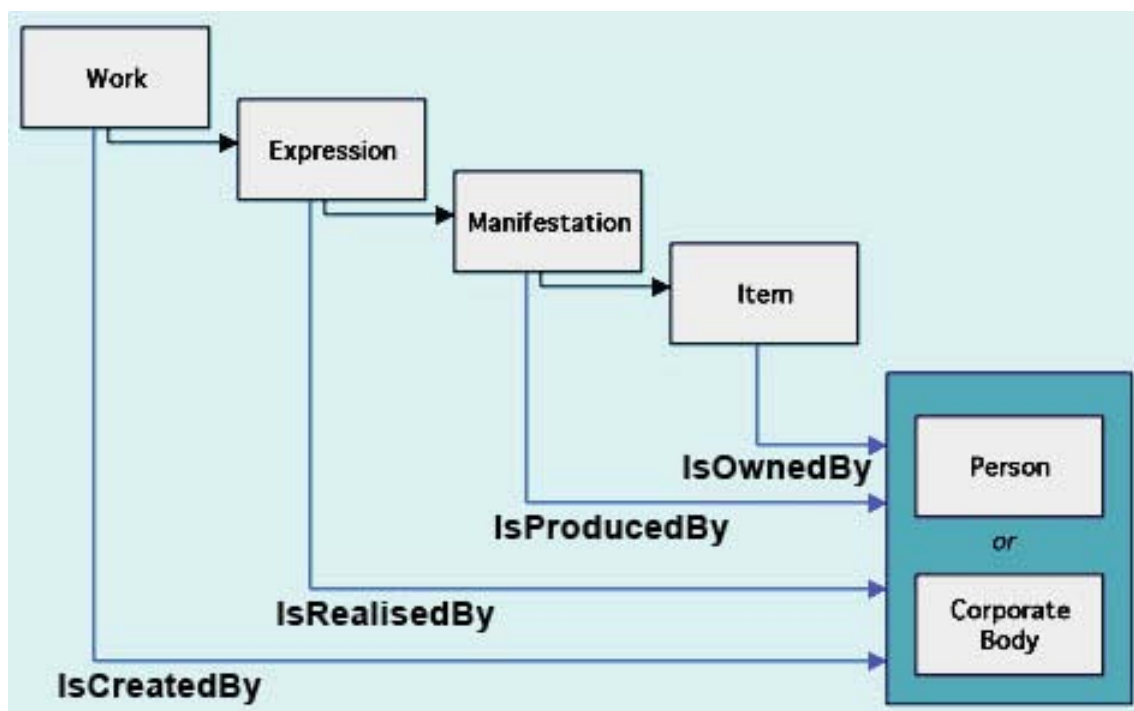 Work
Expression
Manifestation
Item
IsOwnedBy
Person
IsProducedBy
or
IsRealisedBy
Corporate
Body
IsCreatedBy